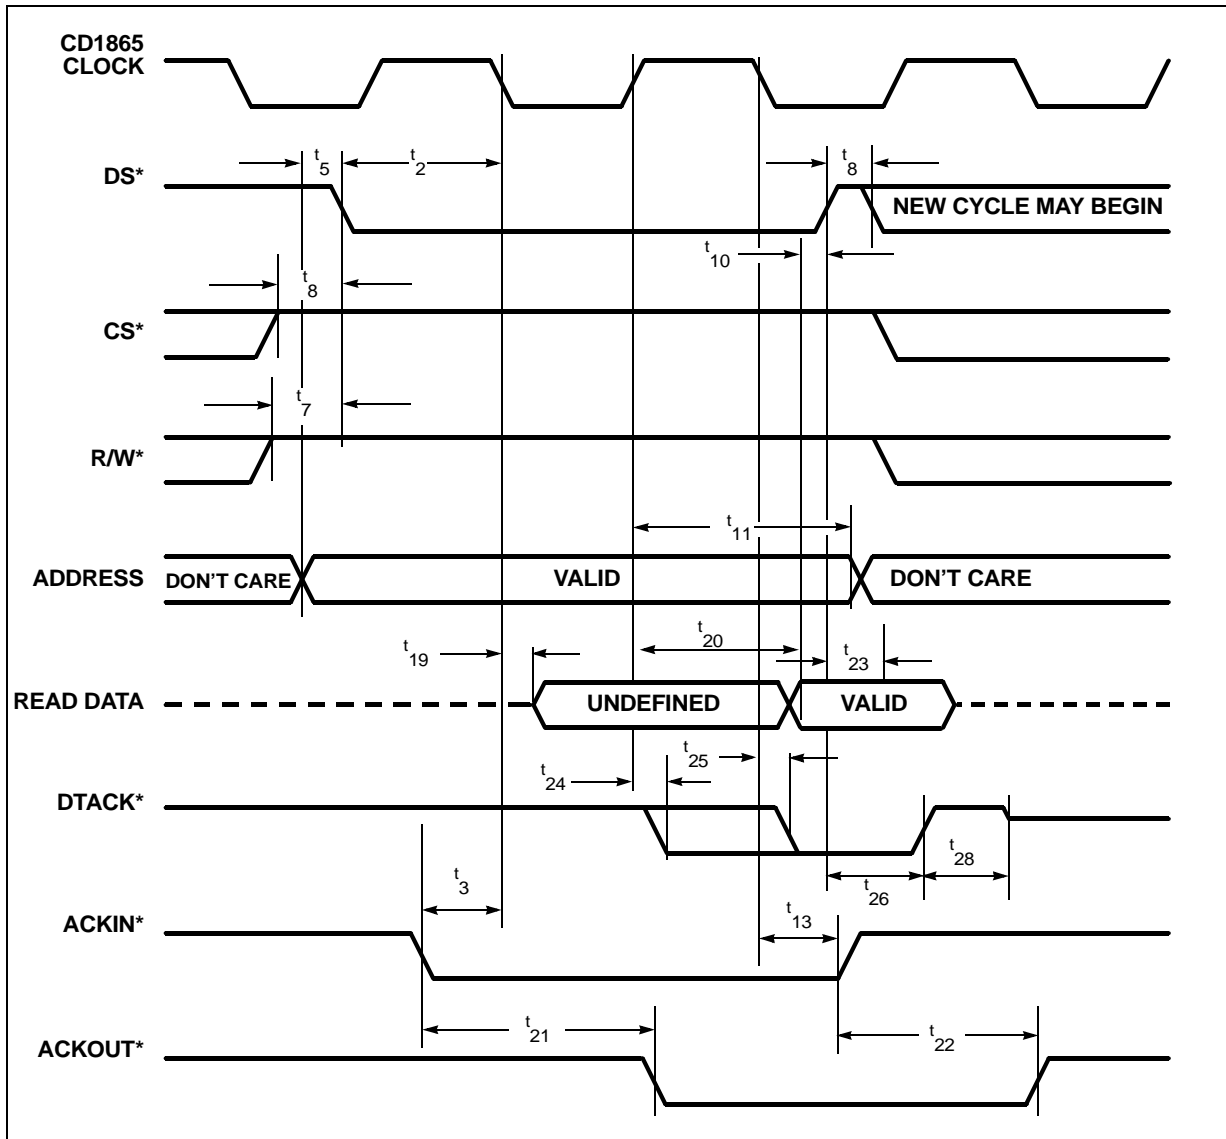 CD1865
CLOCK
t5
t2
t8
DS*
NEW CYCLE MAY BEGIN
t10
t8
CS*
t7
R/W*
t11
ADDRESS
DON'T CARE
VALID
DON'T CARE
t20
t19
t23
READ DATA
UNDEFINED
VALID
t25
t24
DTACK*
t28
t3
t26
t13
ACKIN*
t21
t22
ACKOUT*